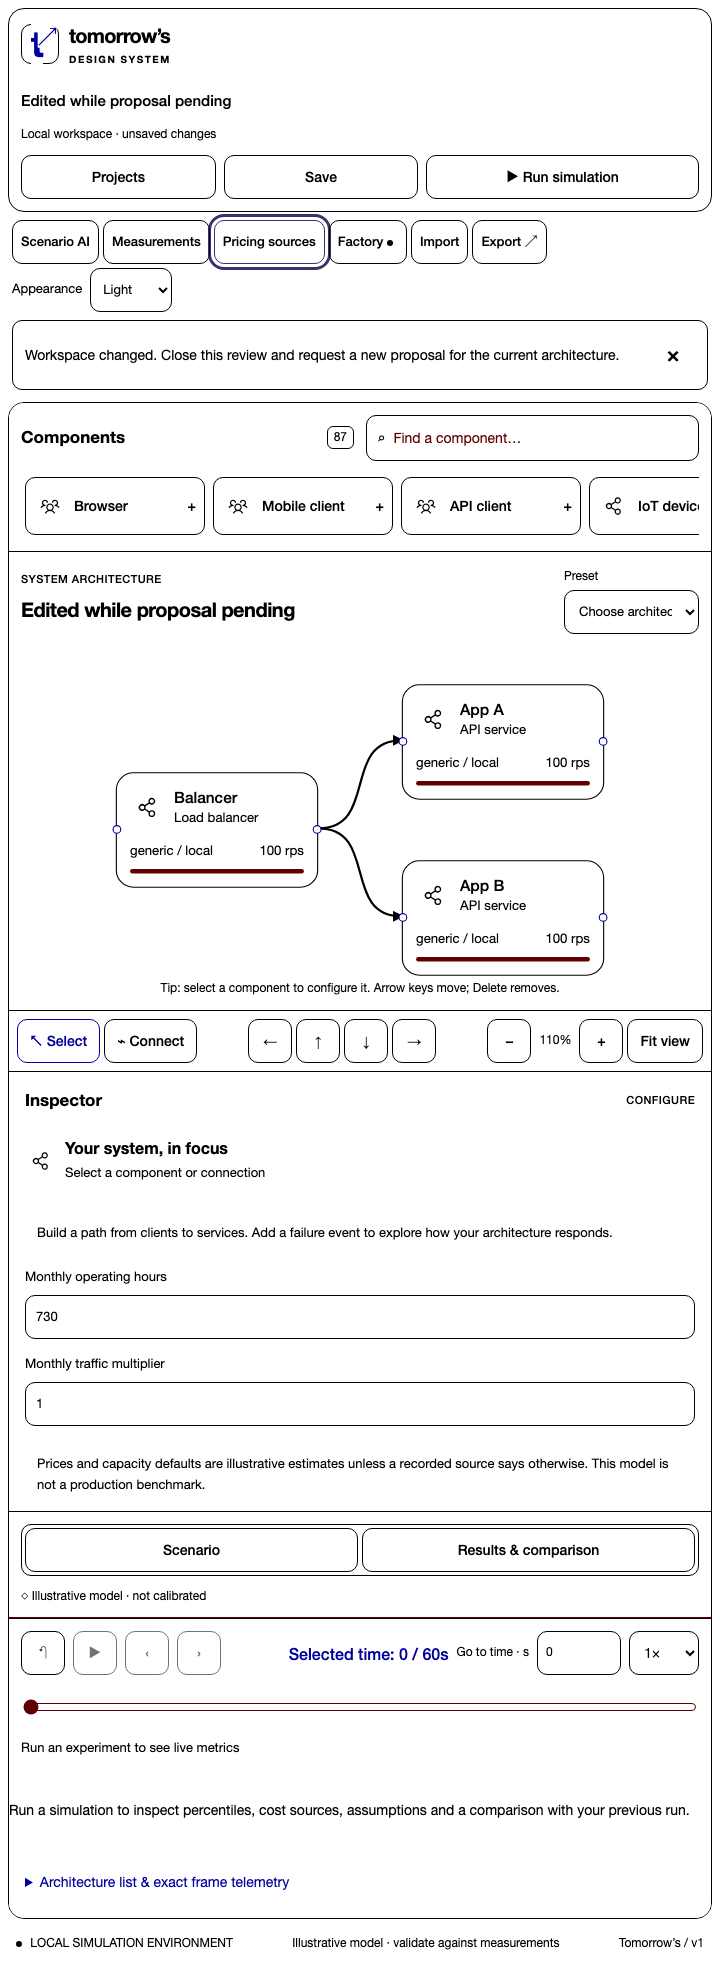 tomorrow's
DESIGN SYSTEM
Edited while proposal pending
Local workspace · unsaved changes
Projects
Save
▶ Run simulation
Scenario AI
Measurements
Pricing sources
Factory ●
Import
Export ↗
Appearance
Light
Workspace changed. Close this review and request a new proposal for the current architecture.
×
Components
87
Find a component…
Browser +
Mobile client +
API client +
IoT device
SYSTEM ARCHITECTURE
Preset
Edited while proposal pending
Choose architec
App A
API service
generic / local 100 rps
Balancer
Load balancer
generic / local 100 rps
App B
API service
generic / local 100 rps
Tip: select a component to configure it. Arrow keys move; Delete removes.
↖ Select
⌁ Connect
← ↑ ↓ →
− 110% +
Fit view
Inspector
CONFIGURE
Your system, in focus
Select a component or connection
Build a path from clients to services. Add a failure event to explore how your architecture responds.
Monthly operating hours
730
Monthly traffic multiplier
1
Prices and capacity defaults are illustrative estimates unless a recorded source says otherwise. This model is
not a production benchmark.
Scenario
Results & comparison
◇ Illustrative model · not calibrated
Selected time: 0 / 60s
Go to time · s
0
1×
Run an experiment to see live metrics
Run a simulation to inspect percentiles, cost sources, assumptions and a comparison with your previous run.
▶ Architecture list & exact frame telemetry
● LOCAL SIMULATION ENVIRONMENT
Illustrative model · validate against measurements
Tomorrow's / v1